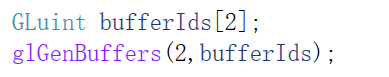 GLuint bufferIds[2];
glGenBuffers(2,bufferIds);